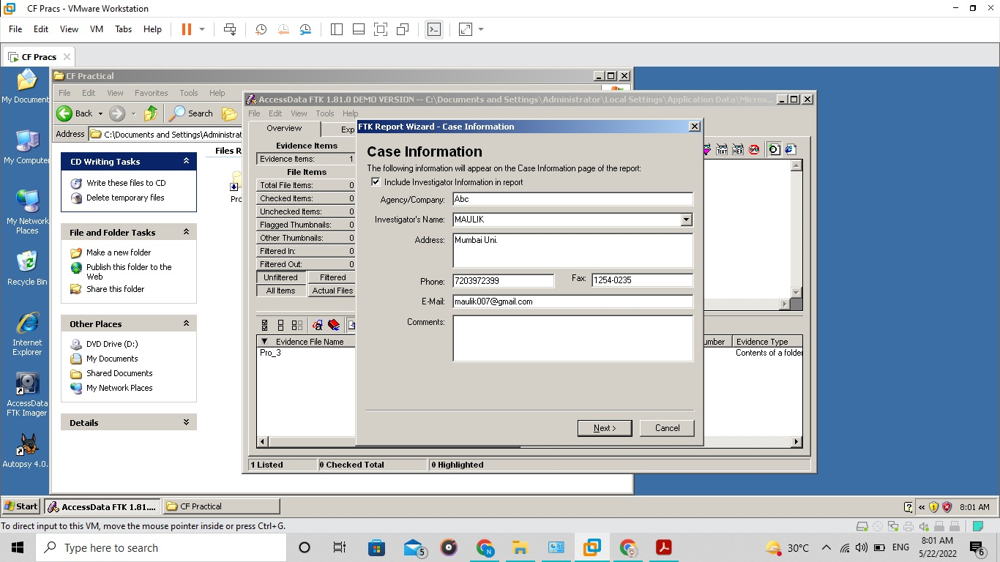 CF Pracs - VMware Workstation
File Edit View VM Tabs Help
CF Pracs
CF Practical
File Edit View Favorites Tools Help
Back Search
Address C:\Documents and Settings\Administrat
My Document
My Compute
My Network Places
Recycle Bin
Internet Explorer
AccessData FTK Imager
Autopsy 4.0.
CD Writing Tasks
Write these files to CD
Delete temporary files
File and Folder Tasks
Make a new folder
Publish this folder to the Web
Share this folder
Other Places
DVD Drive (D:)
My Documents
Shared Documents
My Network Places
Details
Files R
Pro
AccessData FTK 1.81.0 DEMO VERSION -- C:\Documents and Settings\Administrator\Local Settings\Application Data\Micro...
File Edit View Tools Help
Overview Exp
Evidence Items
Evidence Items: 1
File Items
Total File Items: 0
Checked Items: 0
Unchecked Items: 0
Flagged Thumbnails: 0
Other Thumbnails: 0
Filtered In: 0
Filtered Out: 0
Unfiltered Filtered
All Items Actual Files
TEXT HEX
Evidence File Name umber Evidence Type
Pro_3 Contents of a folder
1 Listed 0 Checked Total 0 Highlighted
FTK Report Wizard - Case Information
Case Information
The following information will appear on the Case Information page of the report:
Include Investigator Information in report
Agency/Company: Abc
Investigator's Name: MAULIK
Address: Mumbai Uni.
Phone: 7203972399 Fax: 1254-0235
E-Mail: maulik007@gmail.com
Comments:
Next > Cancel
Start AccessData FTK 1.81.... CF Practical « 8:01 AM
To direct input to this VM, move the mouse pointer inside or press Ctrl+G.
Type here to search 5 N 30°C ENG 8:01 AM 6
5/22/2022